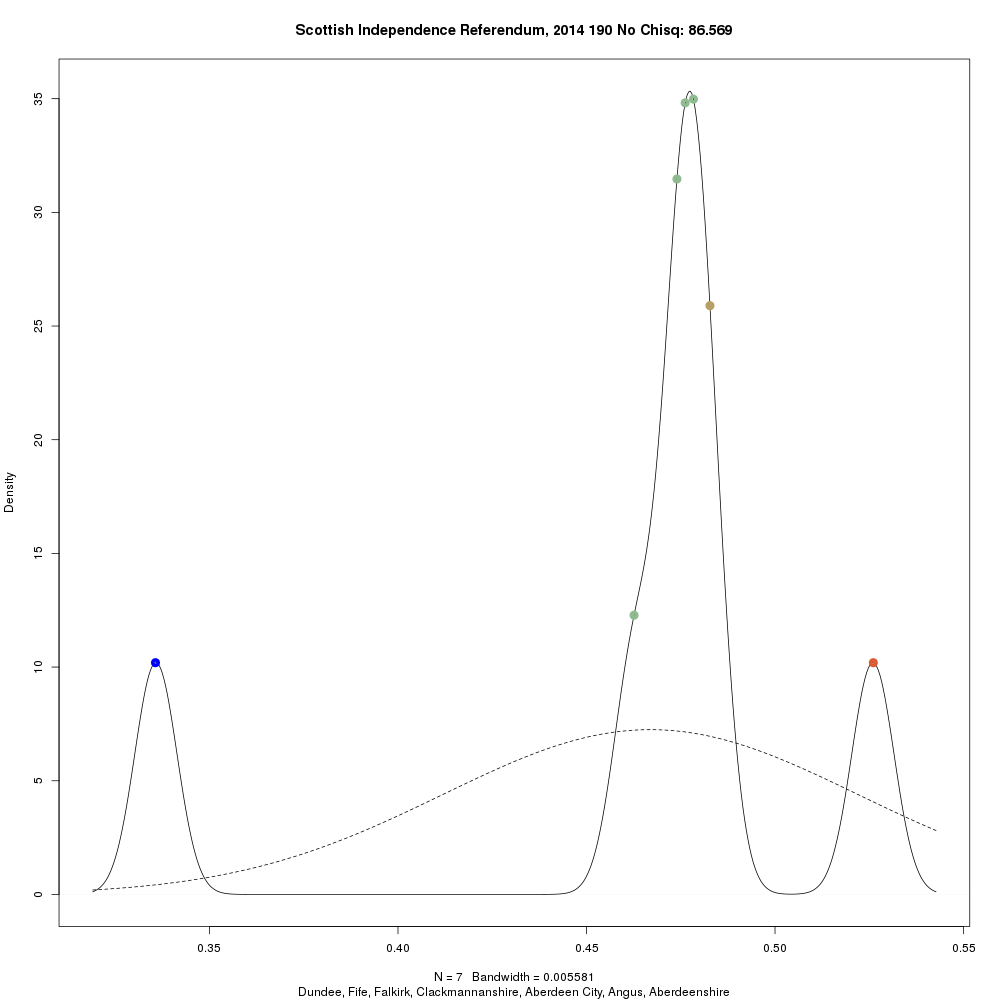 Scottish Independence Referendum, 2014 190 No Chisq: 86.569
35
30
25
20
15
10
5
0
Density
0.35 0.40 0.45 0.50 0.55
N = 7 Bandwidth = 0.005581
Dundee, Fife, Falkirk, Clackmannanshire, Aberdeen City, Angus, Aberdeenshire